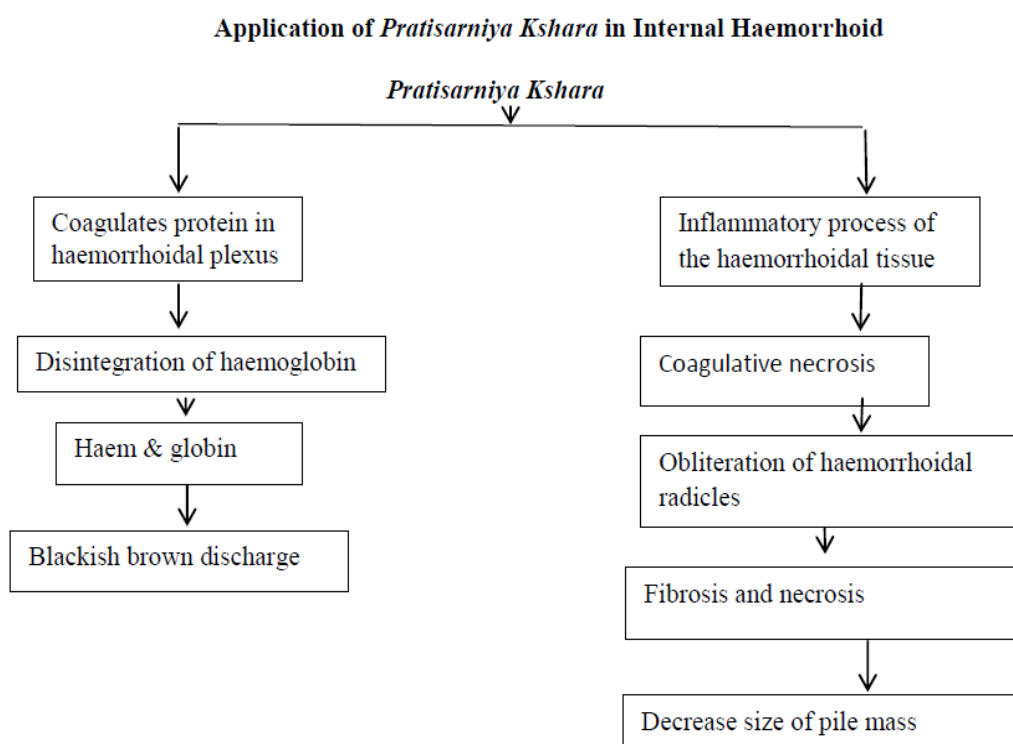 Application of Pratisarniya Kshara in Internal Haemorrhoid
Pratisarniya Kshara
Coagulates protein in
haemorrhoidal plexus
Disintegration of haemoglobin
Haem & globin
Blackish brown discharge
Inflammatory process of
the haemorrhoidal tissue
Coagulative necrosis
Obliteration of haemorrhoidal
radicles
Fibrosis and necrosis
Decrease size of pile mass